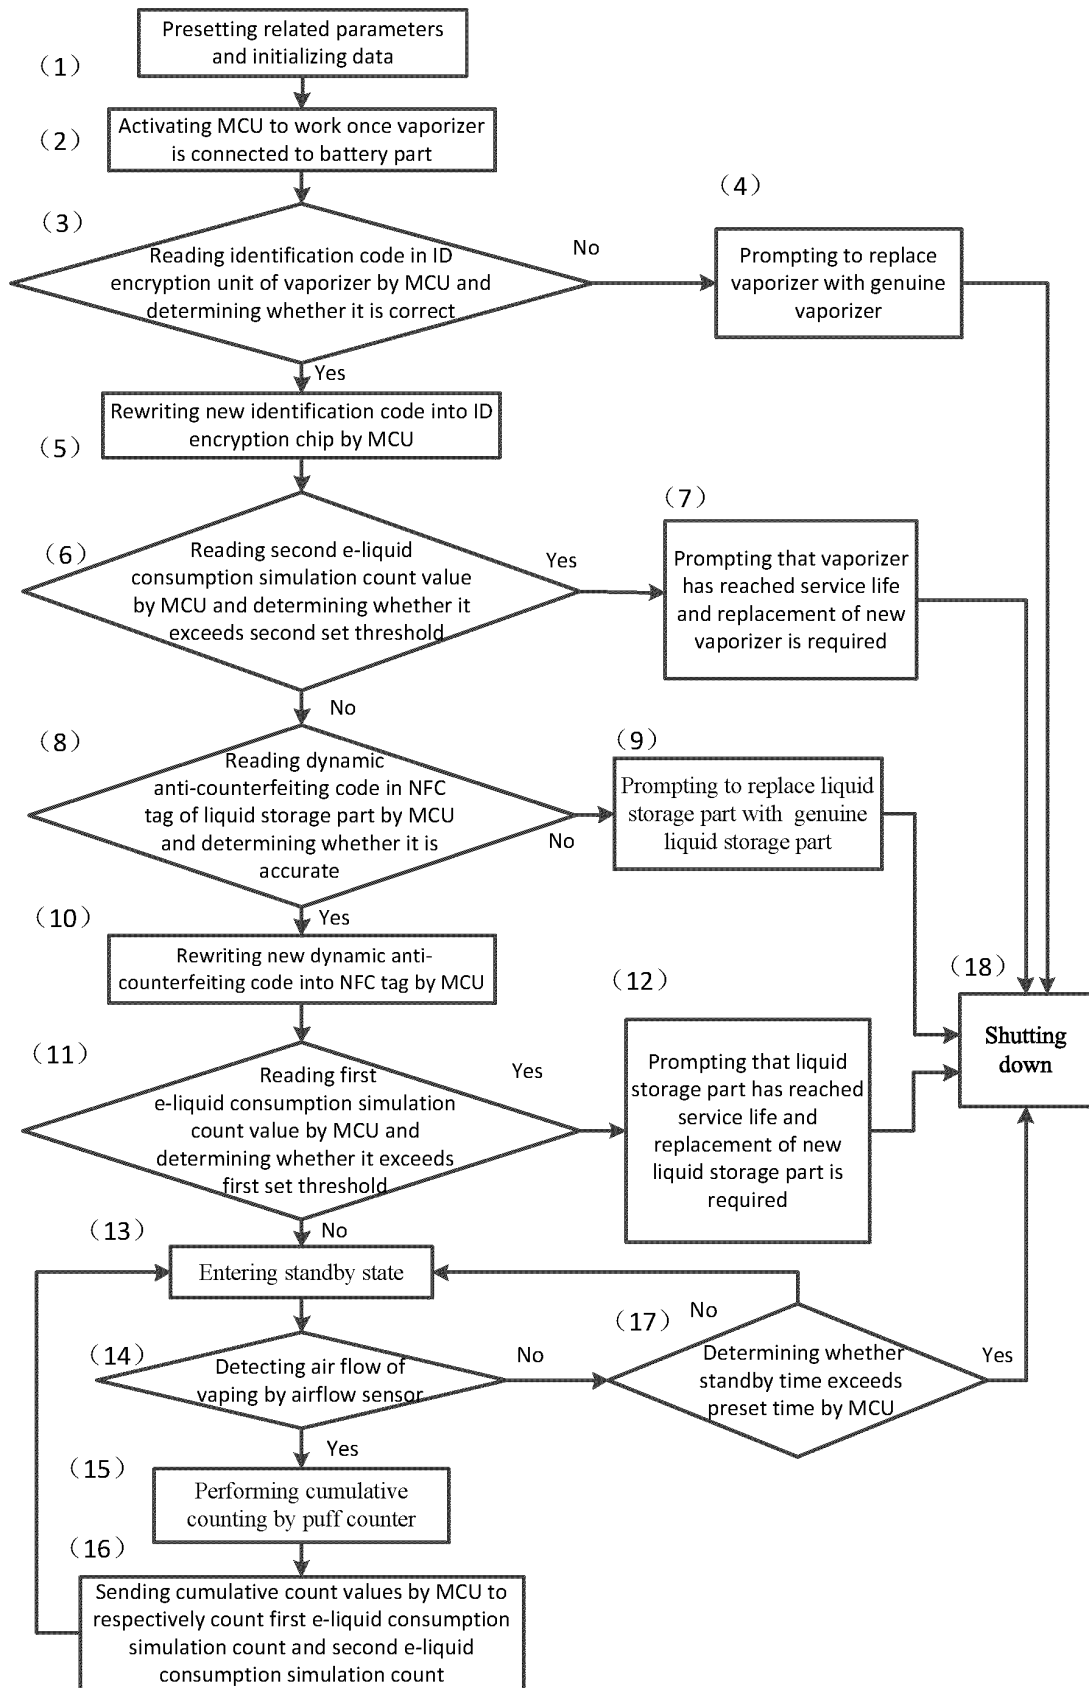 Presetting related parameters
and initializing data
（1）
Activating MCU to work once vaporizer
is connected to battery part
（2）
（3）
Reading identification code in ID
encryption unit of vaporizer by MCU and
determining whether it is correct
No
（4）
Prompting to replace
vaporizer with genuine
vaporizer
Yes
Rewriting new identification code into ID
encryption chip by MCU
（5）
（6）
Reading second e-liquid
consumption simulation count value
by MCU and determining whether it
exceeds second set threshold
Yes
（7）
Prompting that vaporizer
has reached service life
and replacement of new
vaporizer is required
No
（8）
Reading dynamic
anti-counterfeiting code in NFC
tag of liquid storage part by MCU
and determining whether it is
accurate
No
（9）
Prompting to replace liquid
storage part with genuine
liquid storage part
Yes
（10）
Rewriting new dynamic anti-
counterfeiting code into NFC tag by MCU
（11）
Reading first
e-liquid consumption simulation
count value by MCU and
determining whether it exceeds
first set threshold
Yes
（12）
Prompting that liquid
storage part has reached
service life and
replacement of new
liquid storage part is
required
（18）
Shutting
down
No
（13）
Entering standby state
（14）
Detecting air flow of
vaping by airflow sensor
No
（17）
No
Determining whether
standby time exceeds
preset time by MCU
Yes
Yes
（15）
Performing cumulative
counting by puff counter
（16）
Sending cumulative count values by MCU to
respectively count first e-liquid consumption
simulation count and second e-liquid
consumption simulation count